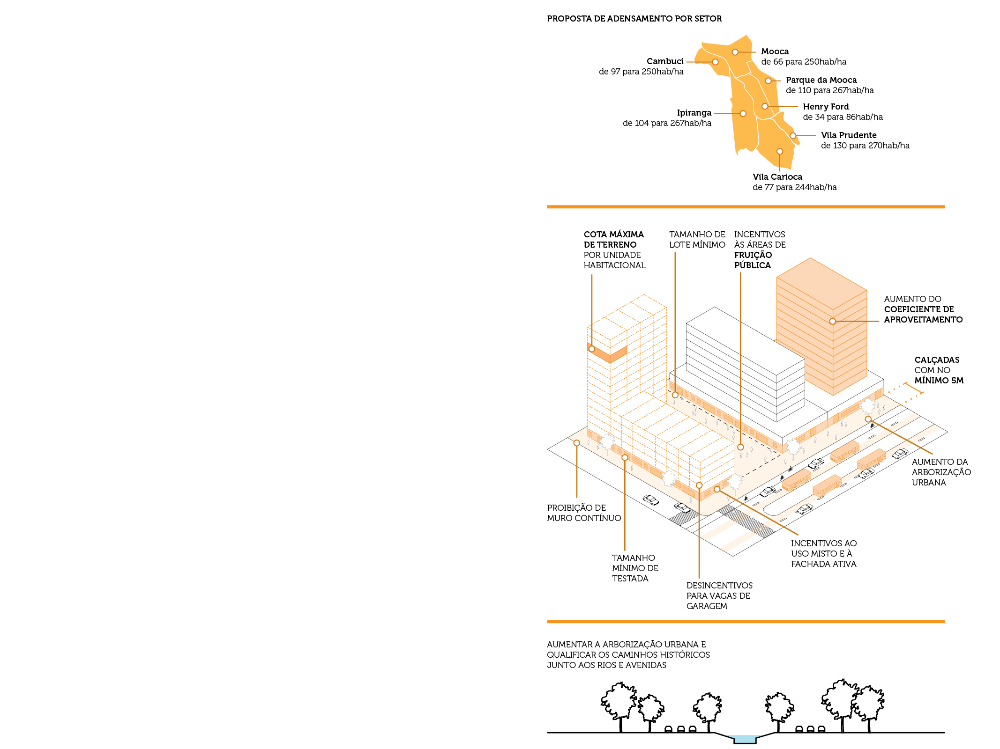 PROPOSTA DE ADENSAMENTO POR SETOR
Mooca
de 66 para 250hab/ha
Cambuci
de 97 para 250hab/ha
Parque da Mooca
de 110 para 267hab/ha
Henry Ford
de 34 para 86hab/ha
Ipiranga
de 104 para 267hab/ha
Vila Prudente
de 130 para 270hab/ha
Vila Carioca
de 77 para 244hab/ha
COTA MÁXIMA
DE TERRENO
POR UNIDADE
HABITACIONAL
TAMANHO DE
LOTE MÍNIMO
INCENTIVOS
ÀS ÁREAS DE
FRUIÇÃO
PÚBLICA
AUMENTO DO
COEFICIENTE DE
APROVEITAMENTO
CALÇADAS
COM NO
MÍNIMO 5M
AUMENTO DA
ARBORIZAÇÃO
URBANA
PROIBIÇÃO DE
MURO CONTÍNUO
TAMANHO
MÍNIMO DE
TESTADA
DESINCENTIVOS
PARA VAGAS DE
GARAGEM
INCENTIVOS AO
USO MISTO E À
FACHADA ATIVA
AUMENTAR A ARBORIZAÇÃO URBANA E
QUALIFICAR OS CAMINHOS HISTÓRICOS
JUNTO AOS RIOS E AVENIDAS